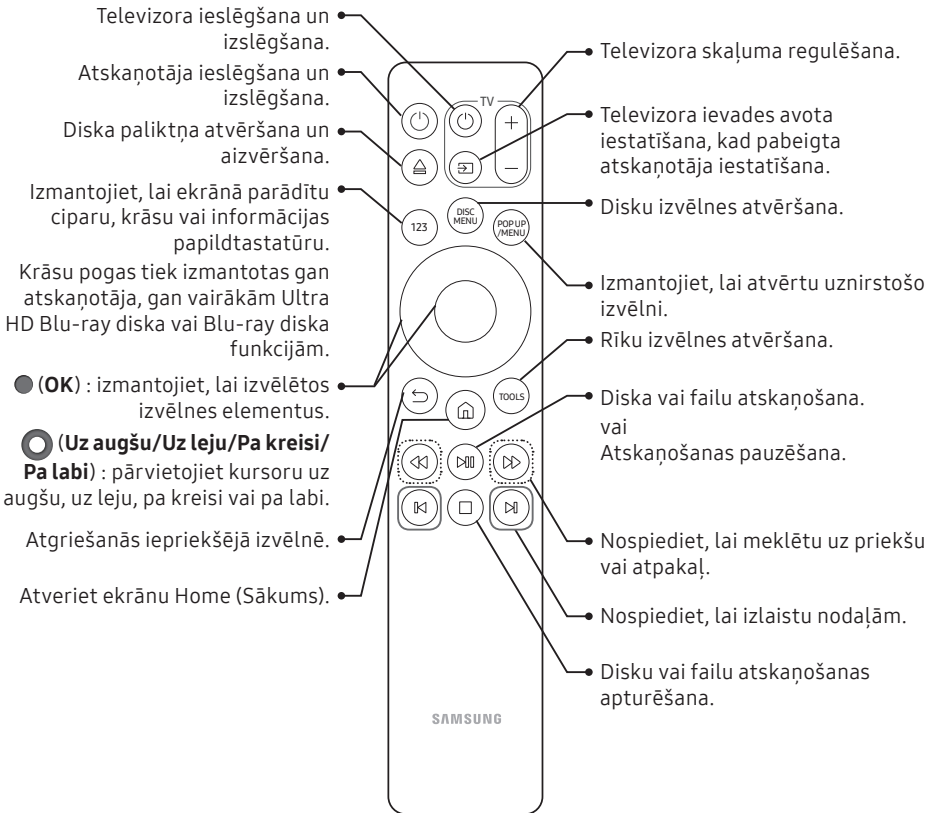 Televizora ieslēgšana un
izslēgšana.
Atskaņotāja ieslēgšana un
izslēgšana.
Diska paliktņa atvēršana un
aizvēršana.
Izmantojiet, lai ekrānā parādītu
ciparu, krāsu vai informācijas
papildtastatūru.
Krāsu pogas tiek izmantotas gan
atskaņotāja, gan vairākām Ultra
HD Blu-ray diska vai Blu-ray diska
funkcijām.
(OK) : izmantojiet, lai izvēlētos
izvēlnes elementus.
(Uz augšu/Uz leju/Pa kreisi/
Pa labi) : pārvietojiet kursoru uz
augšu, uz leju, pa kreisi vai pa labi.
Atgriešanās iepriekšējā izvēlnē.
Atveriet ekrānu Home (Sākums).
TV
123
DISC
MENU
POP UP
/MENU
TOOLS
SAMSUNG
Televizora skaļuma regulēšana.
Televizora ievades avota
iestatīšana, kad pabeigta
atskaņotāja iestatīšana.
Disku izvēlnes atvēršana.
Izmantojiet, lai atvērtu uznirstošo
izvēlni.
Rīku izvēlnes atvēršana.
Diska vai failu atskaņošana.
vai
Atskaņošanas pauzēšana.
Nospiediet, lai meklētu uz priekšu
vai atpakaļ.
Nospiediet, lai izlaistu nodaļām.
Disku vai failu atskaņošanas
apturēšana.